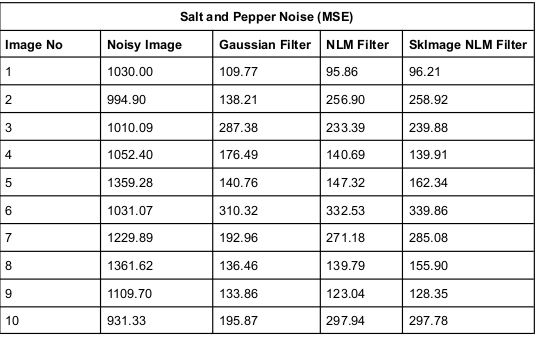 Salt and Pepper Noise (MSE)
Image No Noisy Image Gaussian Filter NLM Filter SkImage NLM Filter
1 1030.00 109.77 95.86 96.21
2 994.90 138.21 256.90 258.92
3 1010.09 287.38 233.39 239.88
4 1052.40 176.49 140.69 139.91
5 1359.28 140.76 147.32 162.34
6 1031.07 310.32 332.53 339.86
7 1229.89 192.96 271.18 285.08
8 1361.62 136.46 139.79 155.90
9 1109.70 133.86 123.04 128.35
10 931.33 195.87 297.94 297.78